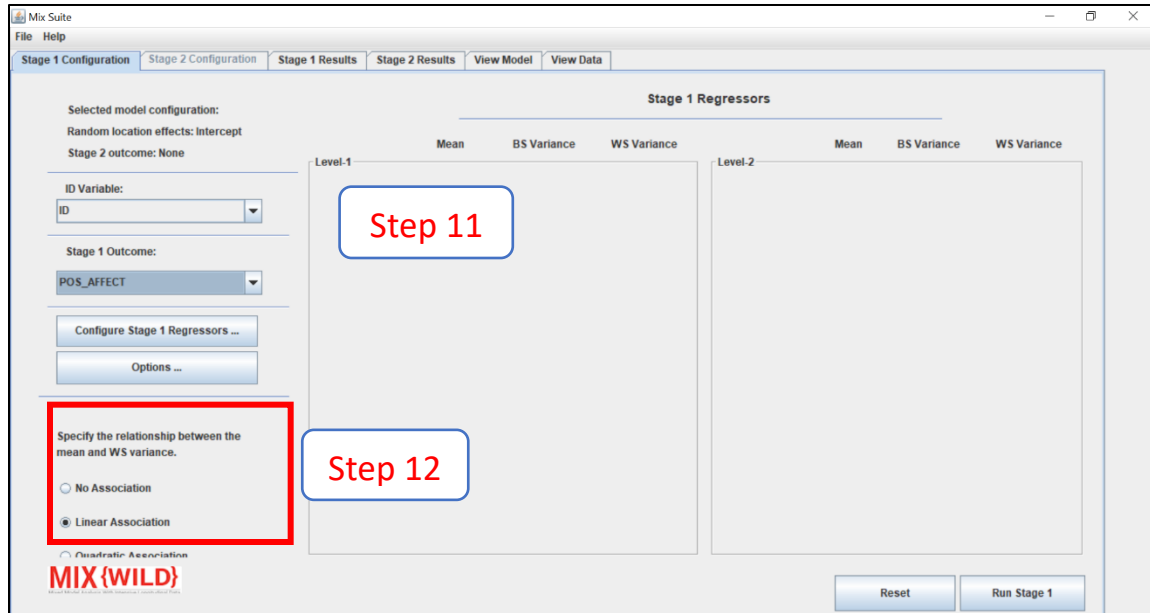 Mix Suite
File Help
Stage 1 Configuration Stage 2 Configuration Stage 1 Results Stage 2 Results View Model View Data
Selected model configuration:
Random location effects: Intercept
Stage 2 outcome: None
ID Variable:
ID
Stage 1 Outcome:
POS_AFFECT
Configure Stage 1 Regressors ...
Options ...
Specify the relationship between the
mean and WS variance.
No Association
Linear Association
Quadratic Association
MIX {WILD}
Stage 1 Regressors
Mean BS Variance WS Variance Mean BS Variance WS Variance
Level-1 Level-2
Step 11
Step 12
Reset Run Stage 1